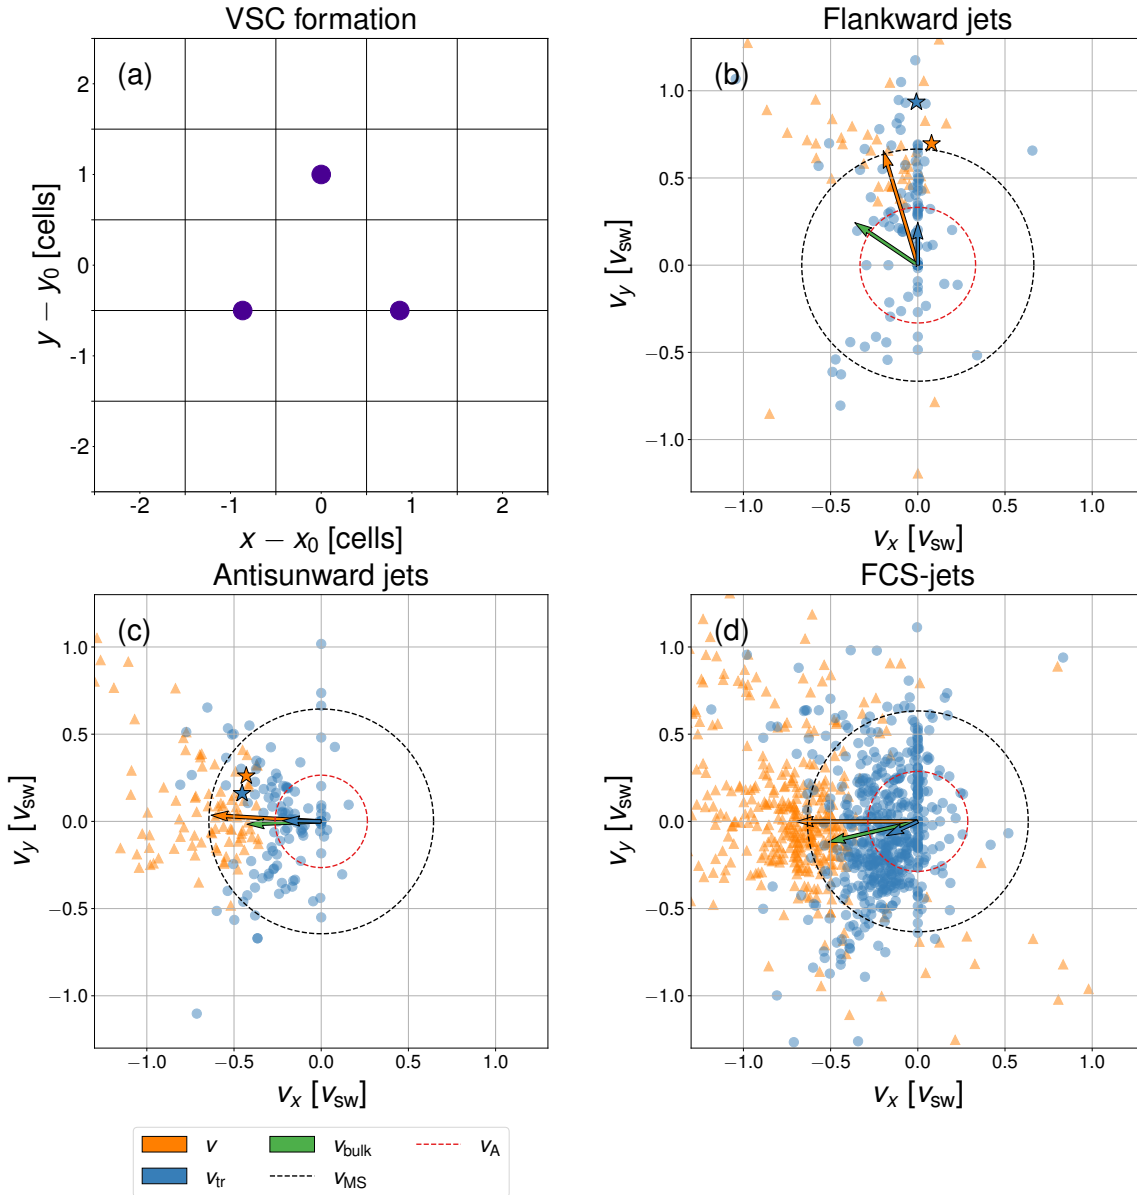 VSC formation
(a)
2
1
0
-1
-2
y − y0 [cells]
-2 -1 0 1 2
x − x0 [cells]
Flankward jets
(b)
1.0
0.5
0.0
−0.5
−1.0
vy [vsw]
−1.0 −0.5 0.0 0.5 1.0
vx [vsw]
Antisunward jets
(c)
1.0
0.5
0.0
−0.5
−1.0
vy [vsw]
−1.0 −0.5 0.0 0.5 1.0
vx [vsw]
FCS-jets
(d)
1.0
0.5
0.0
−0.5
−1.0
vy [vsw]
−1.0 −0.5 0.0 0.5 1.0
vx [vsw]
v vbulk vA
vtr vMS